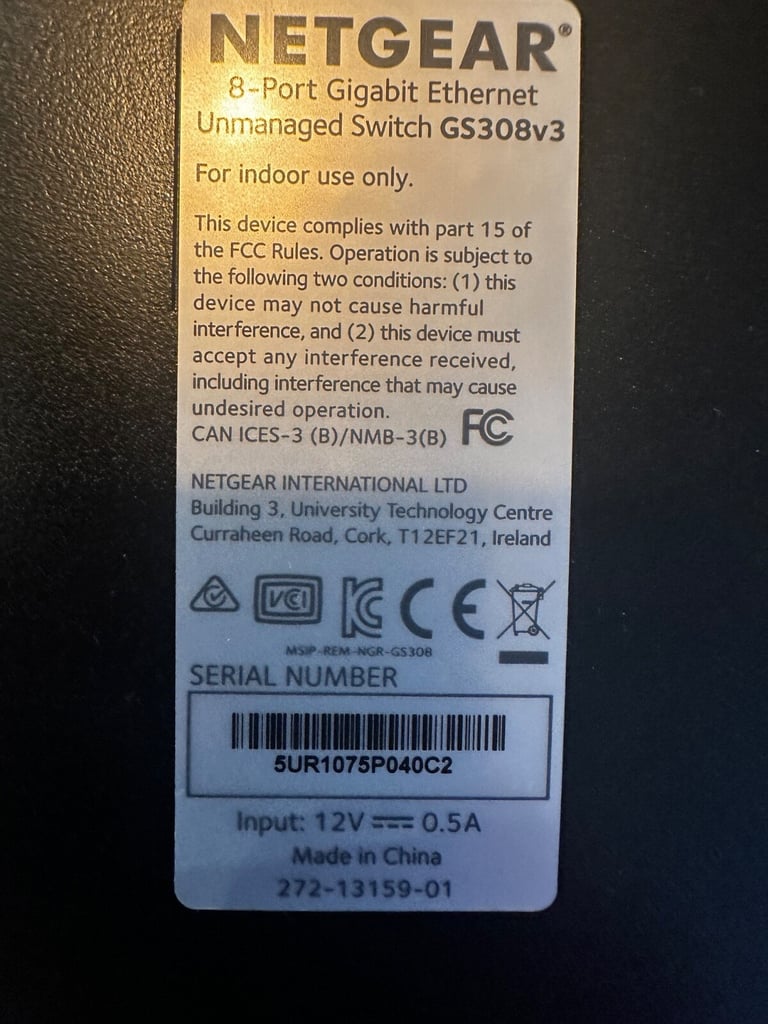 NETGEAR®
8-Port Gigabit Ethernet
Unmanaged Switch GS308v3
For indoor use only.
This device complies with part 15 of
the FCC Rules. Operation is subject to
the following two conditions: (1) this
device may not cause harmful
interference, and (2) this device must
accept any interference received,
including interference that may cause
undesired operation.
CAN ICES-3 (B)/NMB-3(B) FC
NETGEAR INTERNATIONAL LTD
Building 3, University Technology Centre
Curraheen Road, Cork, T12EF21, Ireland
VCI KC CE
MSIP-REM-NGR-GS308
SERIAL NUMBER
5UR1075P040C2
Input: 12V ⎓ 0.5A
Made in China
272-13159-01